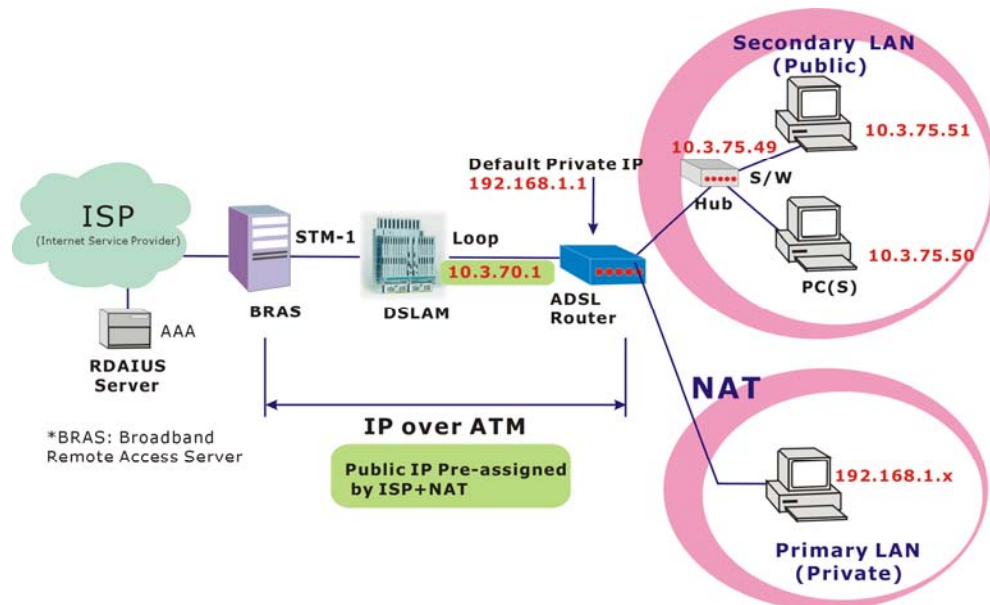 Secondary LAN
(Public)
10.3.75.51
10.3.75.49
S/W
Hub
10.3.75.50
PC(S)
Default Private IP
192.168.1.1
ISP
(Internet Service Provider)
STM-1
Loop
10.3.70.1
BRAS
DSLAM
ADSL
Router
AAA
RDAIUS
Server
NAT
IP over ATM
*BRAS: Broadband
Remote Access Server
Public IP Pre-assigned
by ISP+NAT
192.168.1.x
Primary LAN
(Private)